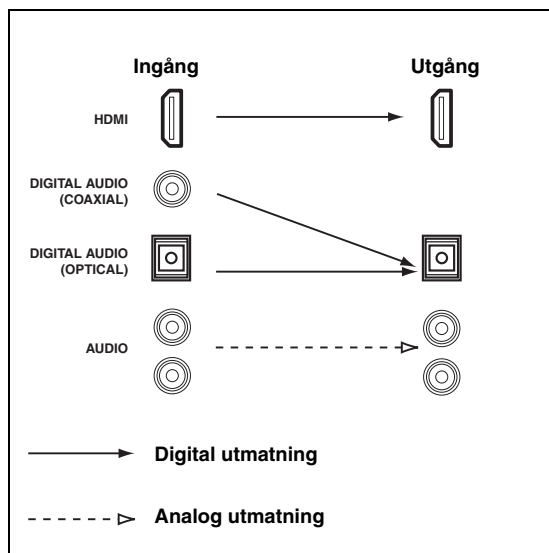 Ingång Utgång
HDMI
DIGITAL AUDIO
(COAXIAL)
DIGITAL AUDIO
(OPTICAL)
AUDIO
Digital utmatning
Analog utmatning